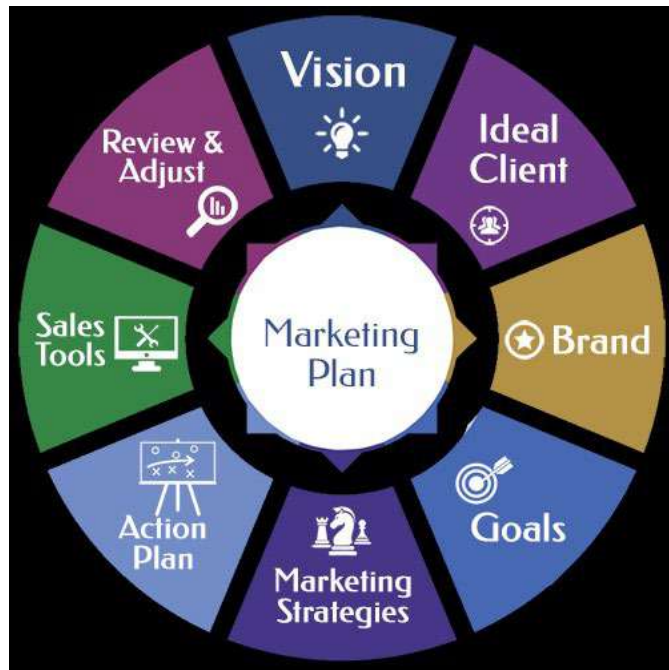 Vision
Ideal
Client
Brand
Goals
Marketing
Strategies
Action
Plan
Sales
Tools
Review &
Adjust
Marketing
Plan